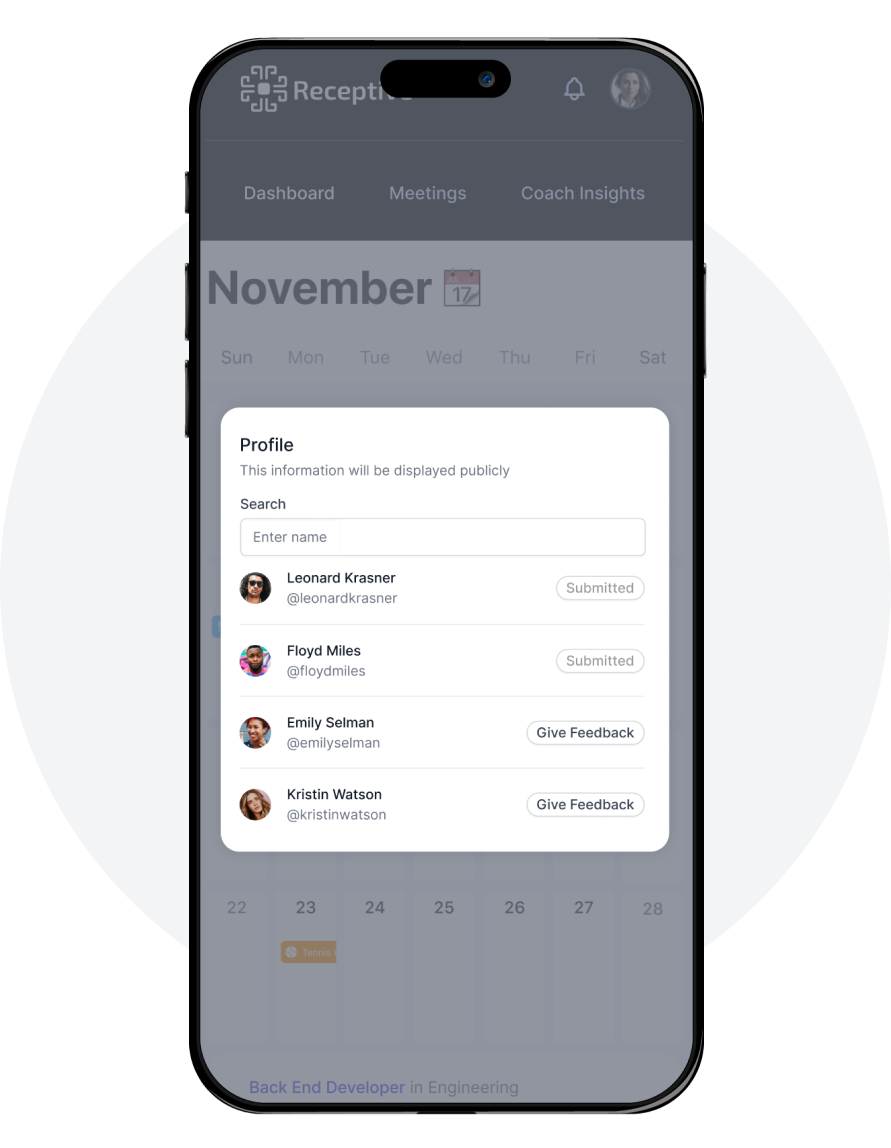 Receptive
Dashboard Meetings Coach Insights
November 17
Sun Mon Tue Wed Thu Fri Sat
Profile
This information will be displayed publicly
Search
Enter name
Leonard Krasner
@leonardkrasner
Submitted
Floyd Miles
@floydmiles
Submitted
Emily Selman
@emilyselman
Give Feedback
Kristin Watson
@kristinwatson
Give Feedback
22 23 24 25 26 27 28
Tennis
Back End Developer in Engineering